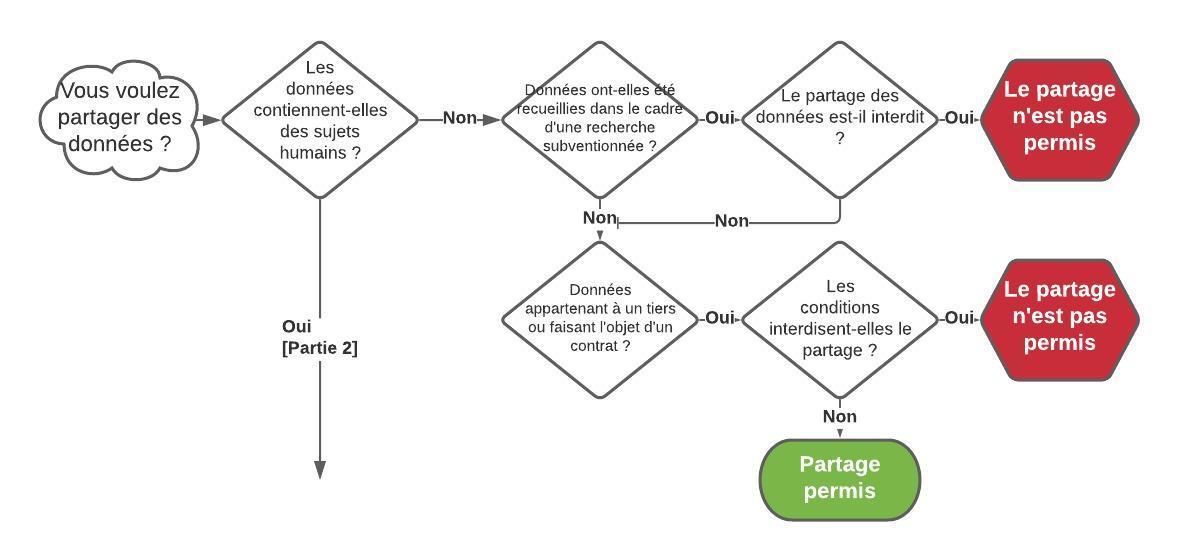 Vous voulez
partager des
données ?
Les
données
contiennent-elles
des sujets
humains ?
Non
Données ont-elles été
recueillies dans le cadre
d'une recherche
subventionnée ?
Oui
Le partage des
données est-il interdit
?
Oui
Le partage
n'est pas
permis
Non
Non
Données
appartenant à un tiers
ou faisant l'objet d'un
contrat ?
Oui
Les
conditions
interdisent-elles le
partage ?
Oui
Le partage
n'est pas
permis
Oui
[Partie 2]
Non
Partage
permis